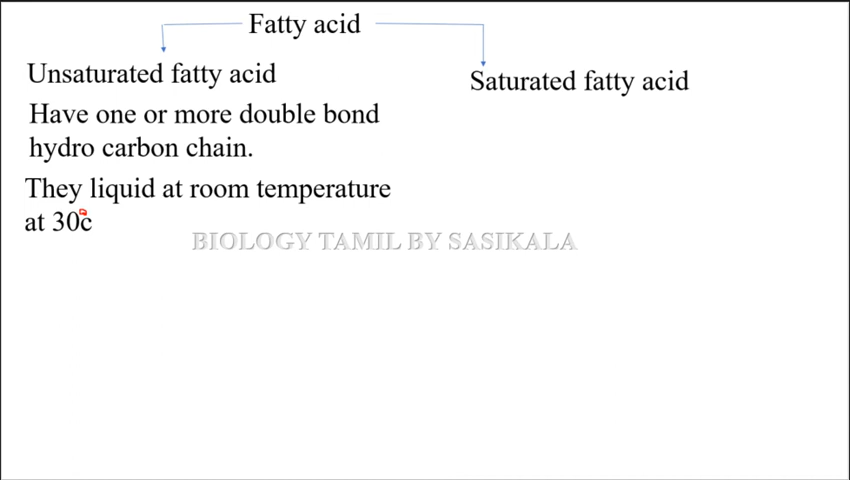 Fatty acid
Unsaturated fatty acid
Saturated fatty acid
Have one or more double bond
hydro carbon chain.
They liquid at room temperature
at 30c
BIOLOGY TAMIL BY SASIKALA